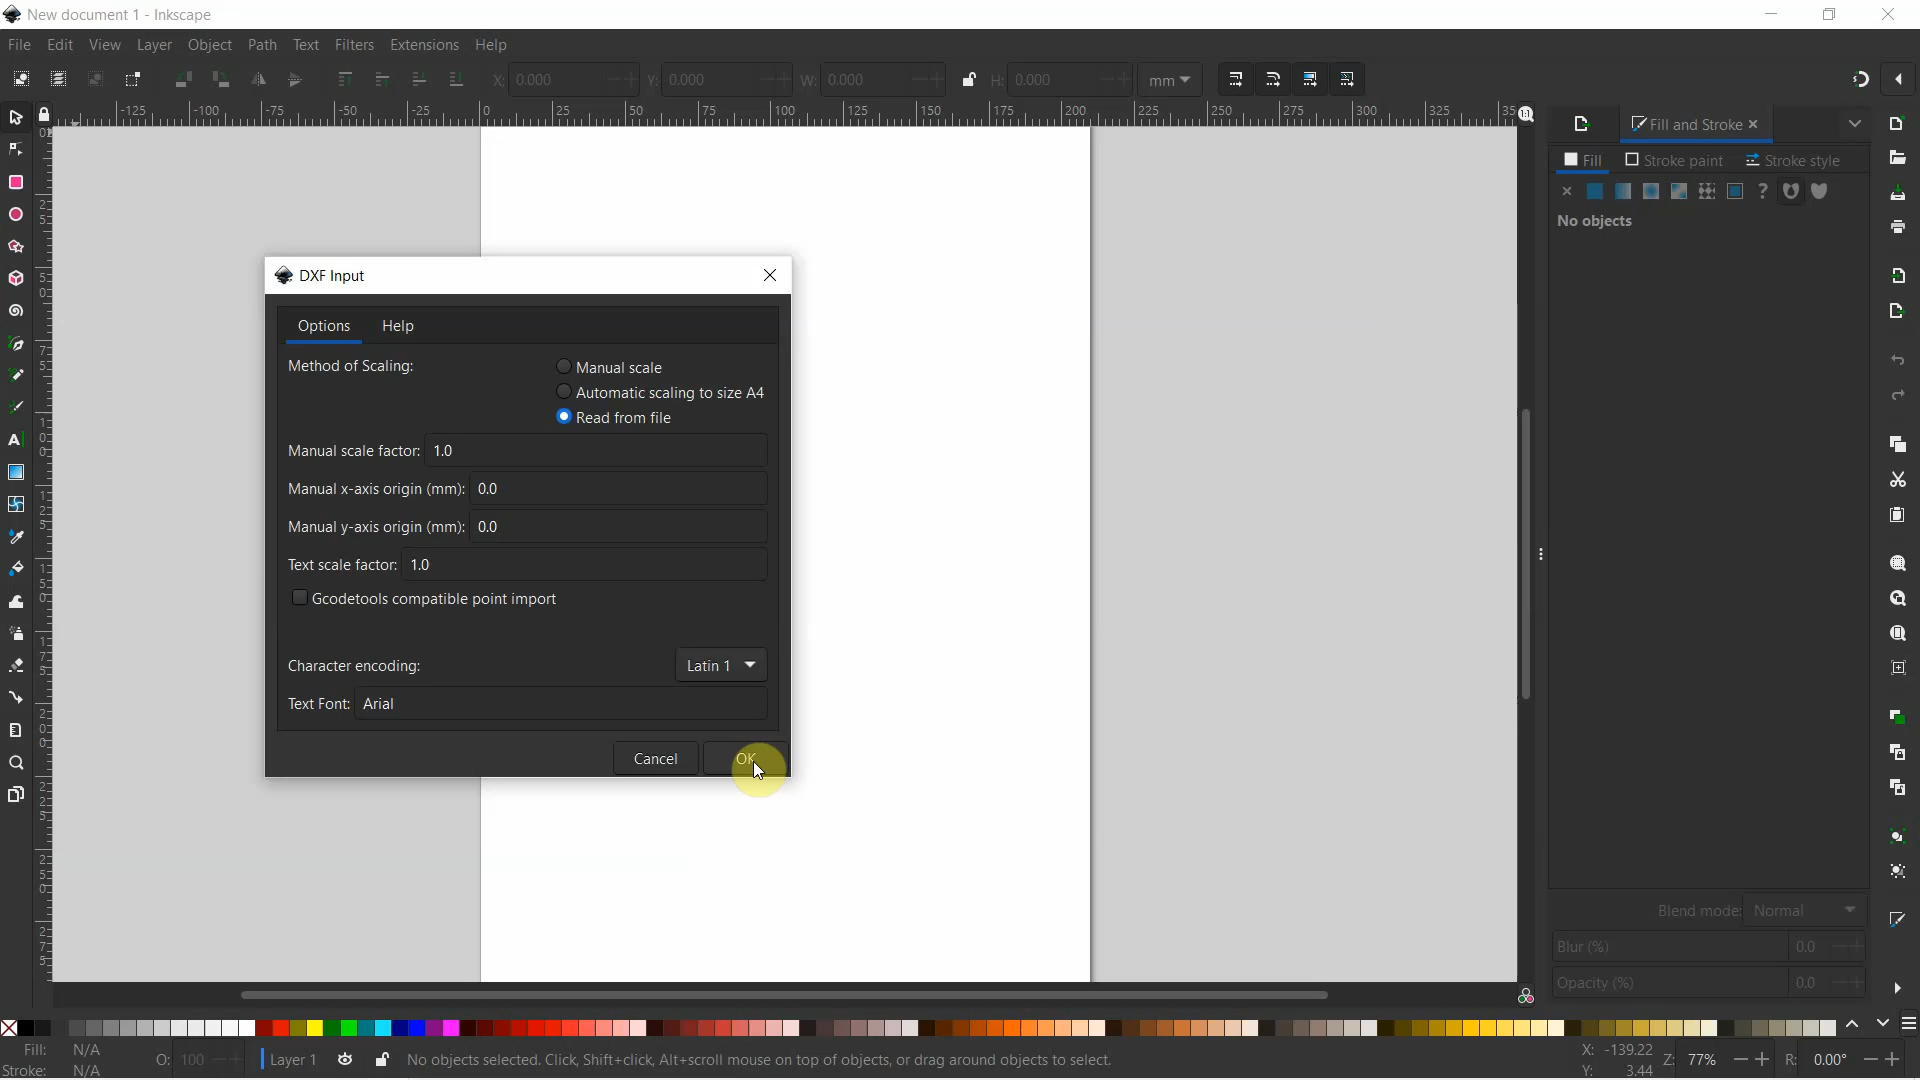 New document 1 - Inkscape
File Edit View Layer Object Path Text Filters Extensions Help
X: 0.000 Y: 0.000 W: 0.000 H: 0.000 mm
-125 -100 -75 -50 -25 0 25 50 75 100 125 150 175 200 225 250 275 300 325 35
1:1
Fill and Stroke
Fill Stroke paint Stroke style
No objects
DXF Input
Options Help
Method of Scaling:
Manual scale
Automatic scaling to size A4
Read from file
Manual scale factor: 1.0
Manual x-axis origin (mm): 0.0
Manual y-axis origin (mm): 0.0
Text scale factor: 1.0
Gcodetools compatible point import
Character encoding: Latin 1
Text Font: Arial
Cancel OK
Blend mode: Normal
Blur (%) 0.0
Opacity (%) 0.0
Fill: N/A
Stroke: N/A
O: 100
Layer 1
No objects selected. Click, Shift+click, Alt+scroll mouse on top of objects, or drag around objects to select.
X: -139.22
Y: 3.44
Z: 77%
R: 0.00°